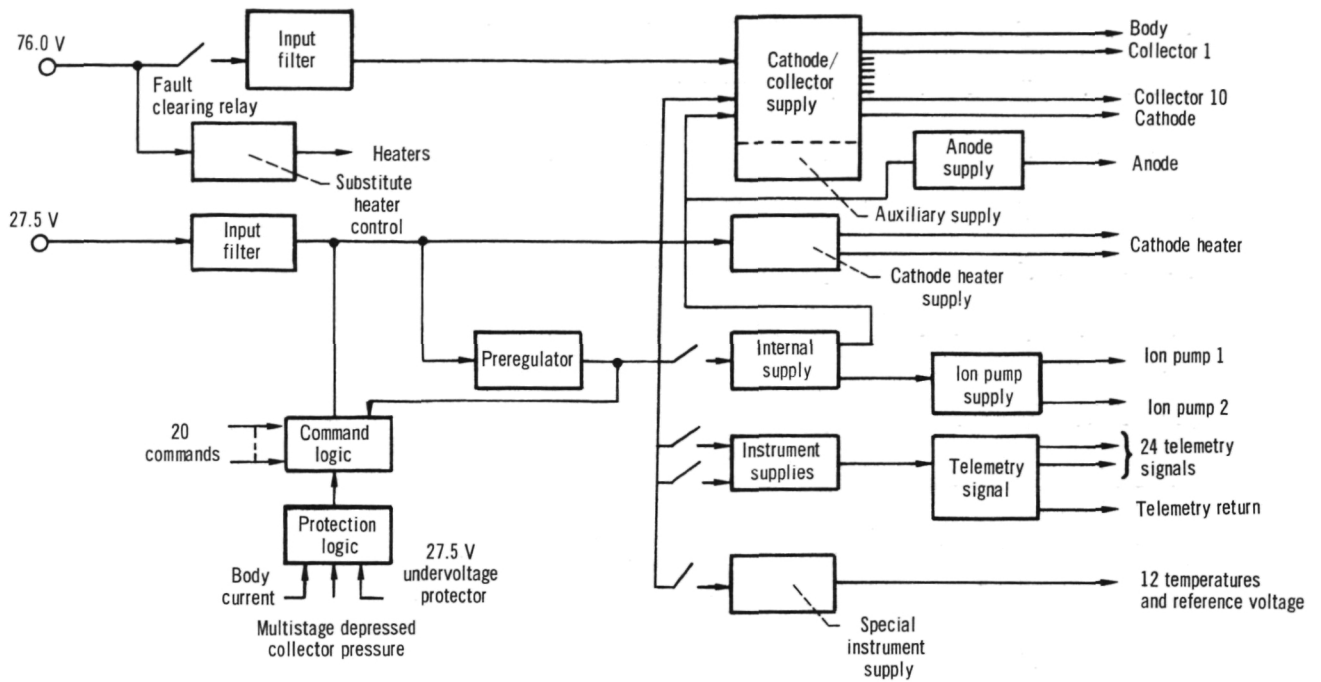 76.0 V
Fault
clearing relay
Input
filter
Cathode/
collector
supply
Body
Collector 1
Collector 10
Cathode
Anode
supply
Anode
Auxiliary supply
Heaters
Substitute
heater
control
27.5 V
Input
filter
Cathode heater
Cathode heater
supply
Preregulator
Internal
supply
Ion pump
supply
Ion pump 1
Ion pump 2
20
commands
Command
logic
Instrument
supplies
Telemetry
signal
24 telemetry
signals
Telemetry return
Protection
logic
Body
current
27.5 V
undervoltage
protector
Multistage depressed
collector pressure
12 temperatures
and reference voltage
Special
instrument
supply